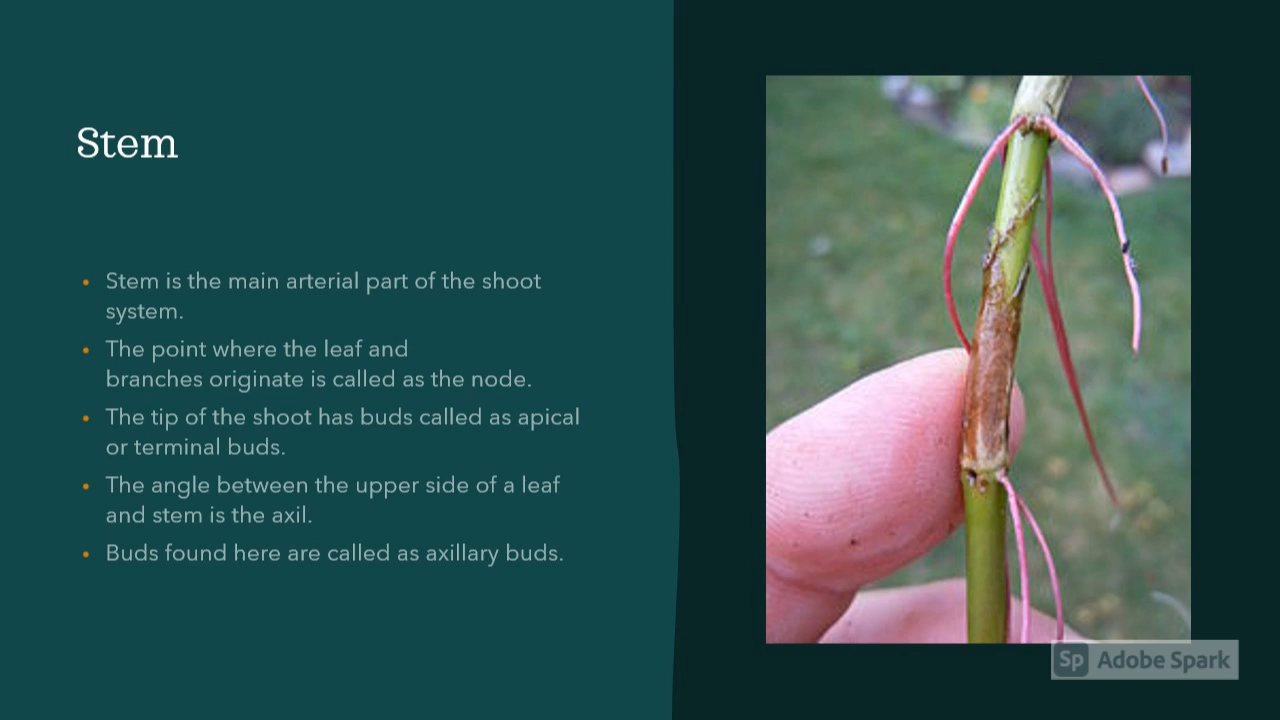 Stem
• Stem is the main arterial part of the shoot
system.
• The point where the leaf and
branches originate is called as the node.
• The tip of the shoot has buds called as apical
or terminal buds.
• The angle between the upper side of a leaf
and stem is the axil.
• Buds found here are called as axillary buds.
Sp Adobe Spark